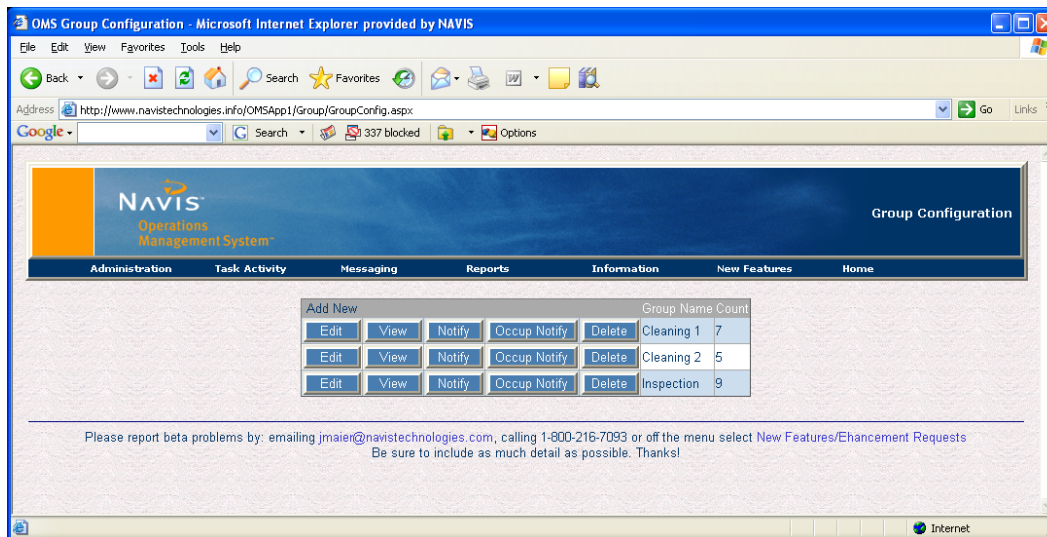 OMS Group Configuration - Microsoft Internet Explorer provided by NAVIS
File Edit View Favorites Tools Help
Back Search Favorites
Address http://www.navistechnologies.info/OMSApp1/Group/GroupConfig.aspx Go Links
Google Search 337 blocked Options
NAVIS
Operations
Management System
Group Configuration
Administration Task Activity Messaging Reports Information New Features Home
Add New Group Name Count
Edit View Notify Occup Notify Delete Cleaning 1 7
Edit View Notify Occup Notify Delete Cleaning 2 5
Edit View Notify Occup Notify Delete Inspection 9
Please report beta problems by: emailing jmaier@navistechnologies.com, calling 1-800-216-7093 or off the menu select New Features/Ehancement Requests
Be sure to include as much detail as possible. Thanks!
Internet